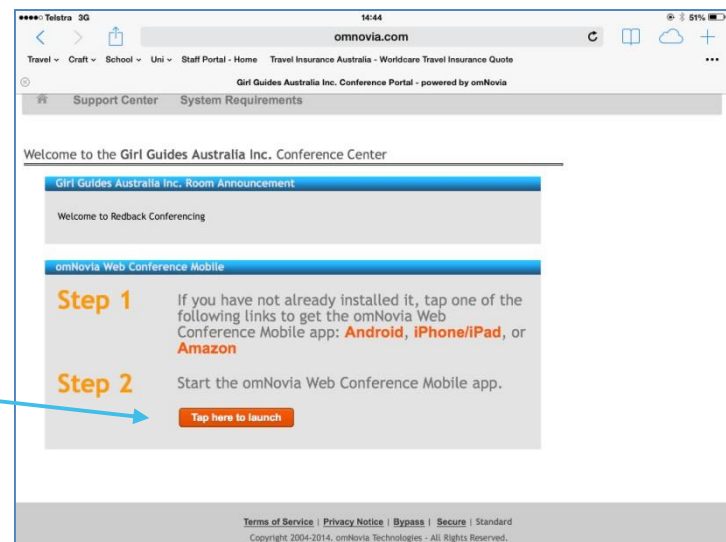 Telstra 3G 14:44 51%
omnovia.com
Travel Craft School Uni Staff Portal - Home Travel Insurance Australia - Worldcare Travel Insurance Quote
Girl Guides Australia Inc. Conference Portal - powered by omNovia
Support Center System Requirements
Welcome to the Girl Guides Australia Inc. Conference Center
Girl Guides Australia Inc. Room Announcement
Welcome to Redback Conferencing
omNovia Web Conference Mobile
Step 1
If you have not already installed it, tap one of the
following links to get the omNovia Web
Conference Mobile app: Android, iPhone/iPad, or
Amazon
Step 2
Start the omNovia Web Conference Mobile app.
Tap here to launch
Terms of Service | Privacy Notice | Bypass | Secure | Standard
Copyright 2004-2014. omNovia Technologies - All Rights Reserved.